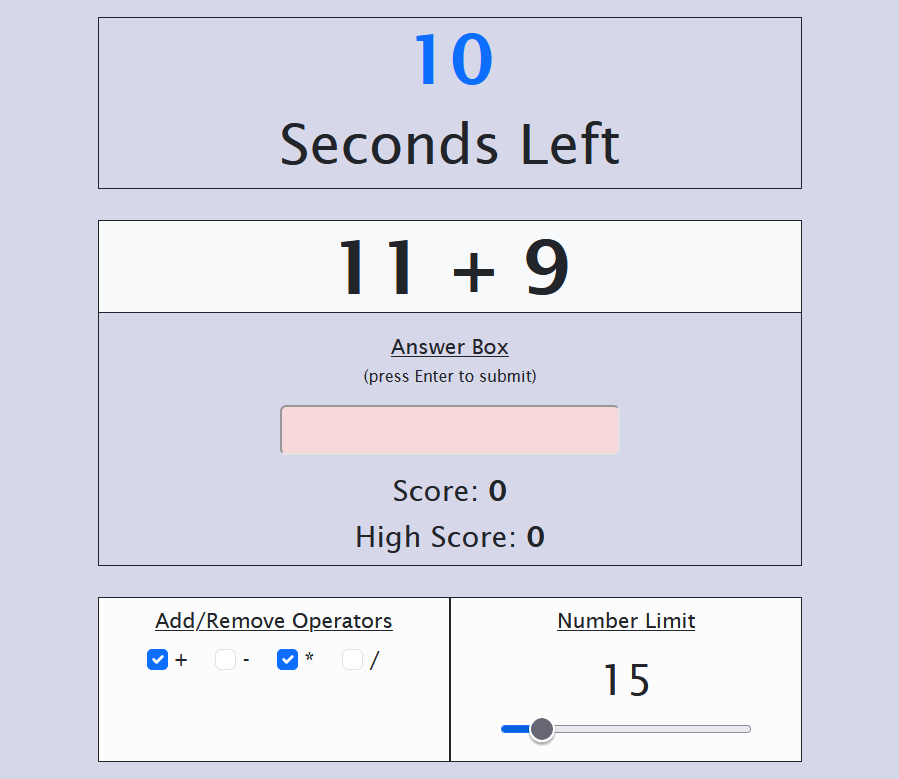 10
Seconds Left
11 + 9
Answer Box
(press Enter to submit)
Score: 0
High Score: 0
Add/Remove Operators
+ - * /
Number Limit
15